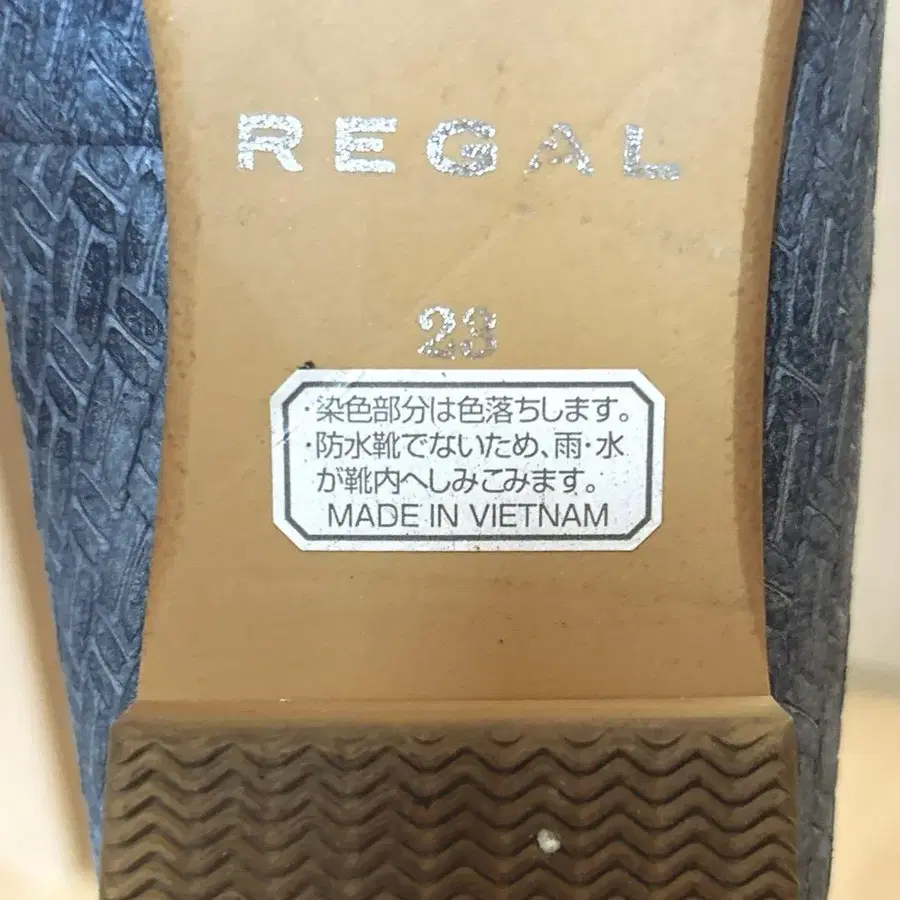 REGAL
23
・染色部分は色落ちします。
・防水靴でないため、雨・水
が靴内へしみこみます。
MADE IN VIETNAM